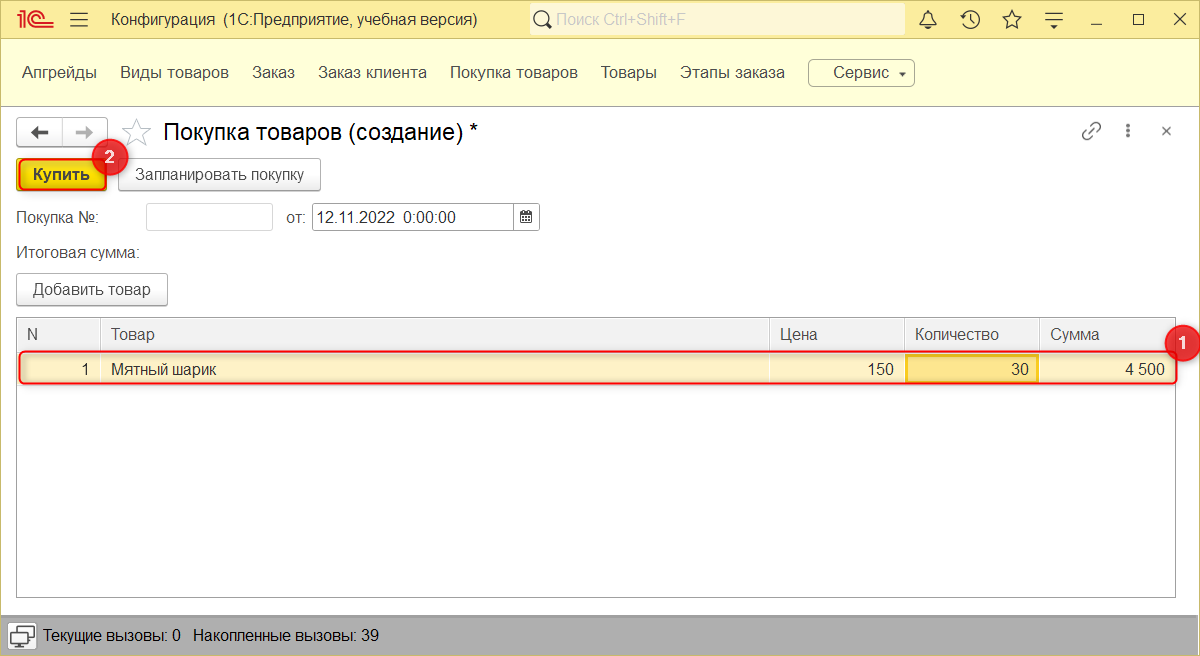 1С Конфигурация (1С:Предприятие, учебная версия) Поиск Ctrl+Shift+F
Апгрейды Виды товаров Заказ Заказ клиента Покупка товаров Товары Этапы заказа Сервис
Покупка товаров (создание) *
2
Купить Запланировать покупку
Покупка №: от: 12.11.2022 0:00:00
Итоговая сумма:
Добавить товар
N Товар Цена Количество Сумма
1
1 Мятный шарик 150 30 4 500
Текущие вызовы: 0 Накопленные вызовы: 39